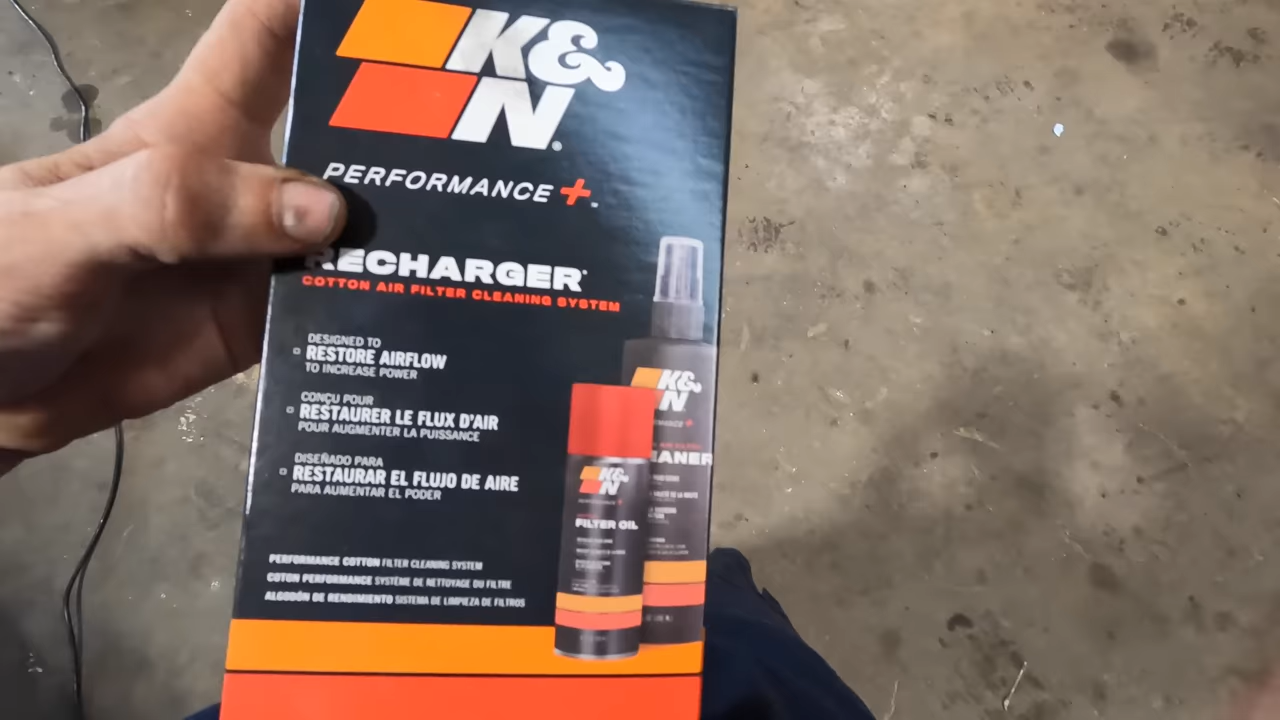 K&
N®
PERFORMANCE +™
RECHARGER®
COTTON AIR FILTER CLEANING SYSTEM
DESIGNED TO
RESTORE AIRFLOW
TO INCREASE POWER
CONÇU POUR
RESTAURER LE FLUX D'AIR
POUR AUGMENTER LA PUISSANCE
DISEÑADO PARA
RESTAURAR EL FLUJO DE AIRE
PARA AUMENTAR EL PODER
PERFORMANCE COTTON FILTER CLEANING SYSTEM
COTON PERFORMANCE SYSTÈME DE NETTOYAGE DU FILTRE
ALGODÓN DE RENDIMIENTO SISTEMA DE LIMPIEZA DE FILTROS
K&
N
EANER
K&
N
FILTER OIL